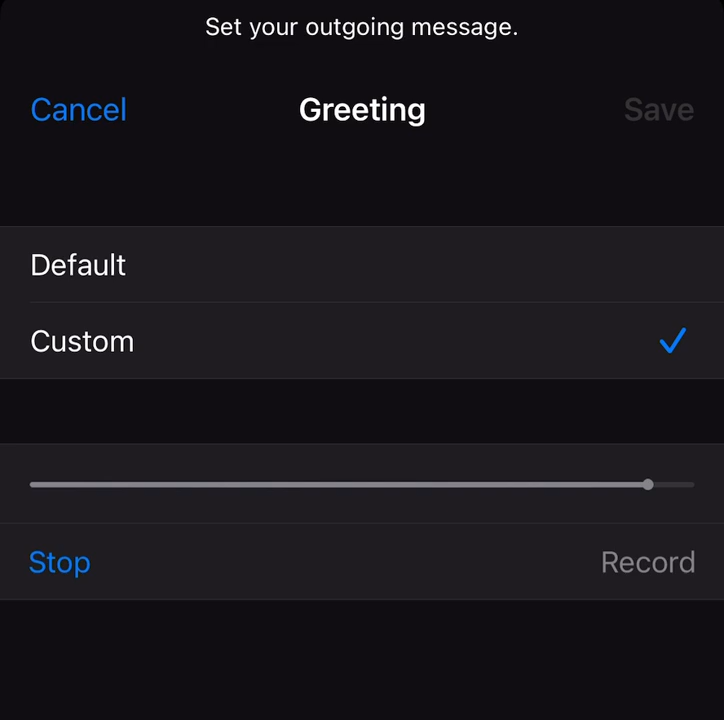 Set your outgoing message.
Cancel Greeting Save
Default
Custom
Stop Record